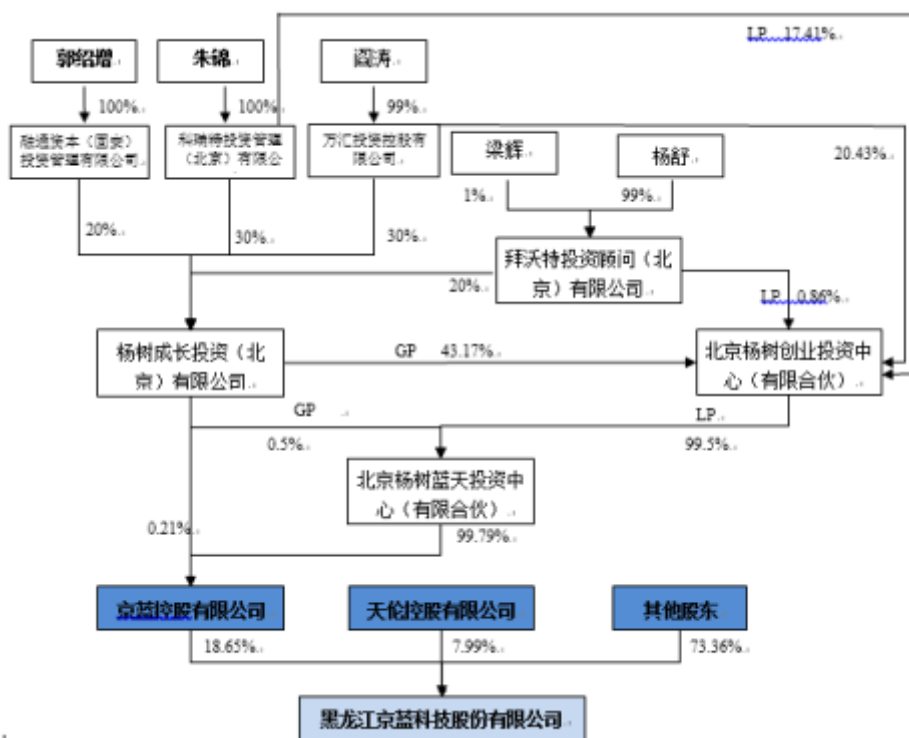 LP 17.41%
郭绍增
朱锦
阎涛
100%
100%
99%
融通资本（固安）
投资管理有限公司
科瑞特投资管理
（北京）有限公
万汇投资控股有
限公司
梁辉
杨舒
20.43%
1%
99%
20%
30%
30%
拜沃特投资顾问（北
京）有限公司
20%
LP 0.86%
杨树成长投资（北
京）有限公司
GP 43.17%
北京杨树创业投资中
心（有限合伙）
GP
LP
0.5%
99.5%
北京杨树蓝天投资中
心（有限合伙）
0.21%
99.79%
京蓝控股有限公司
天伦控股有限公司
其他股东
18.65%
7.99%
73.36%
黑龙江京蓝科技股份有限公司